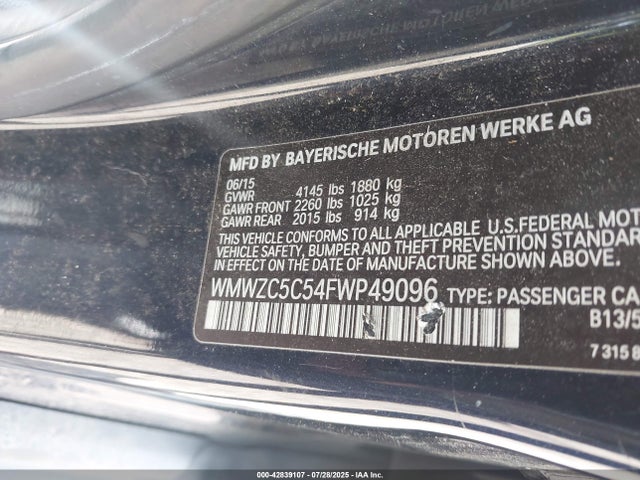 MFD BY BAYERISCHE MOTOREN WERKE AG
06/15
GVWR 4145 lbs 1880 kg
GAWR FRONT 2260 lbs 1025 kg
GAWR REAR 2015 lbs 914 kg
THIS VEHICLE CONFORMS TO ALL APPLICABLE U.S.FEDERAL MOTO
VEHICLE SAFETY, BUMPER AND THEFT PREVENTION STANDAR
IN EFFECT ON THE DATE OF MANUFACTURE SHOWN ABOVE.
WMWZC5C54FWP49096 TYPE: PASSENGER CA
B13/5
7 315 8
000-42839107 - 07/28/2025 - IAA Inc.